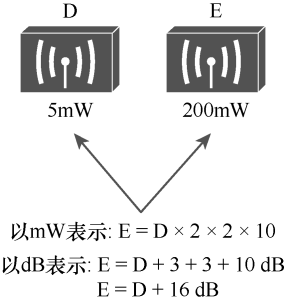 D E
5mW 200mW
以mW表示: E = D × 2 × 2 × 10
以dB表示: E = D + 3 + 3 + 10 dB
E = D + 16 dB